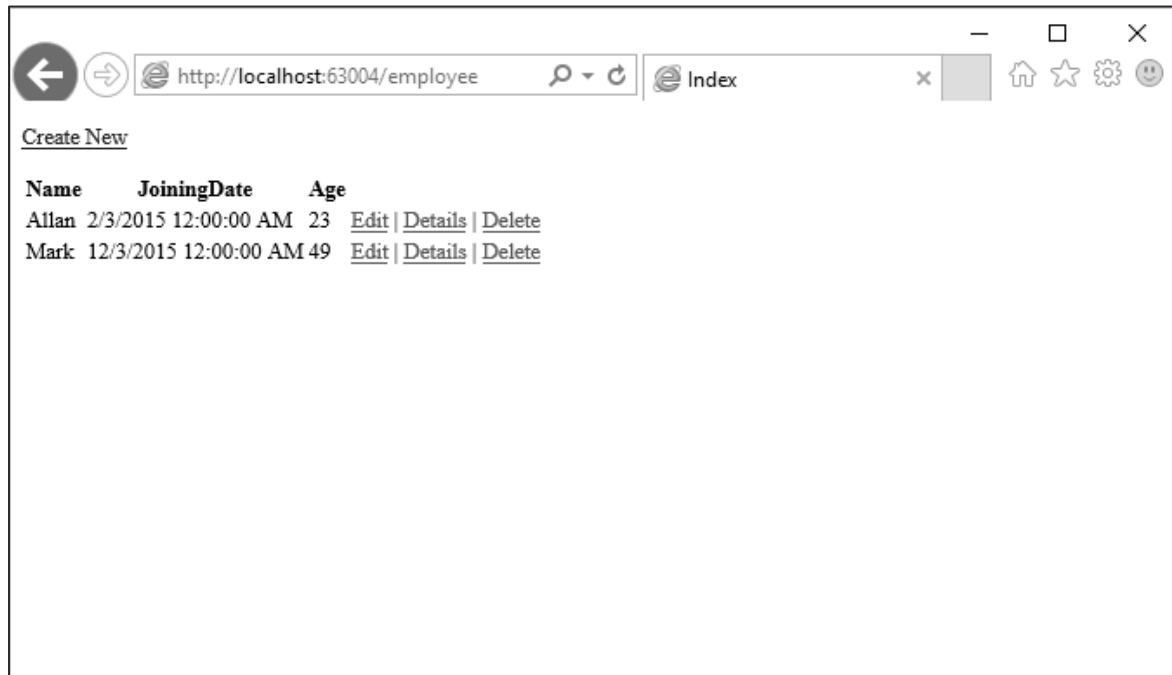 http://localhost:63004/employee
Index
Create New
Name JoiningDate Age
Allan 2/3/2015 12:00:00 AM 23 Edit | Details | Delete
Mark 12/3/2015 12:00:00 AM 49 Edit | Details | Delete